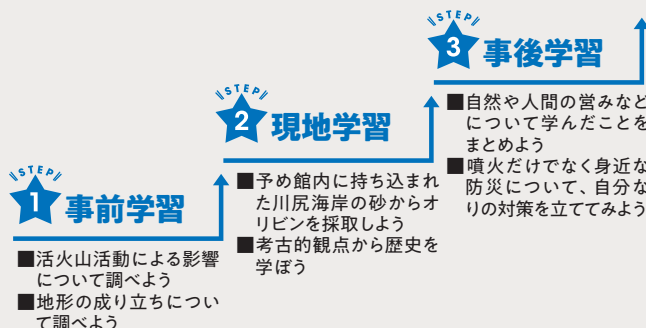 STEP
1 事前学習
■活火山活動による影響
について調べよう
■地形の成り立ちについ
て調べよう
STEP
2 現地学習
■予め館内に持ち込まれ
た川尻海岸の砂からオ
リビンを採取しよう
■考古的観点から歴史を
学ぼう
STEP
3 事後学習
■自然や人間の営みなど
について学んだことを
まとめよう
■噴火だけでなく身近な
防災について、自分な
りの対策を立ててみよう